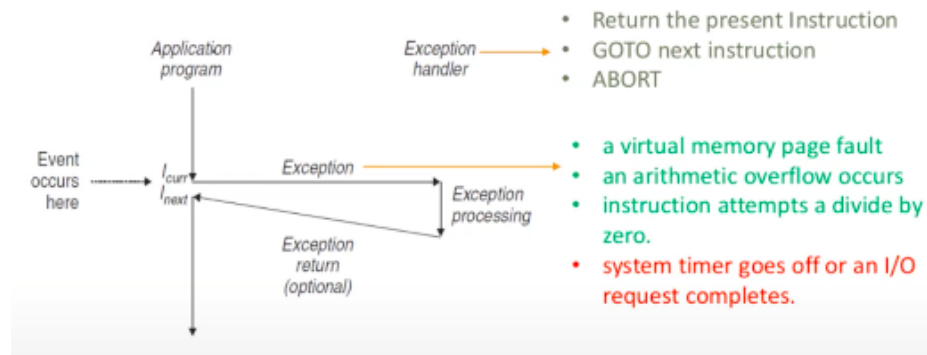 • Return the present Instruction
• GOTO next instruction
• ABORT
Application
program
Exception
handler
Event
occurs
here
Icurr
Inext
Exception
Exception
processing
Exception
return
(optional)
• a virtual memory page fault
• an arithmetic overflow occurs
• instruction attempts a divide by
zero.
• system timer goes off or an I/O
request completes.